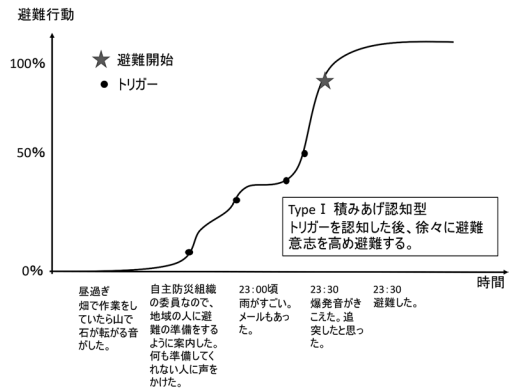 避難行動
100%
50%
0%
★ 避難開始
● トリガー
Type Ⅰ 積みあげ認知型
トリガーを認知した後、徐々に避難
意志を高め避難する。
時間
昼過ぎ
畑で作業をし
ていたら山で
石が転がる音
がした。
自主防災組織
の委員なので、
地域の人に避
難の準備をする
ように案内した。
何も準備してく
れない人に声を
かけた。
23:00頃
雨がすごい。
メールもあっ
た。
23:30
爆発音がき
こえた。追
突したと思っ
た。
23:30
避難した。